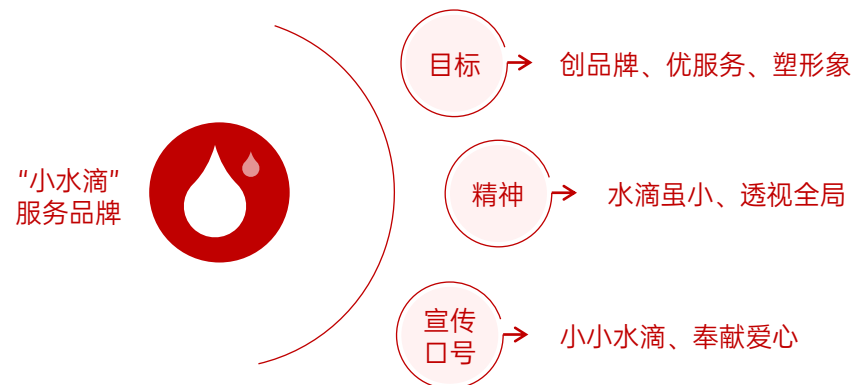 “小水滴”
服务品牌
目标
创品牌、优服务、塑形象
精神
水滴虽小、透视全局
宣传
口号
小小水滴、奉献爱心